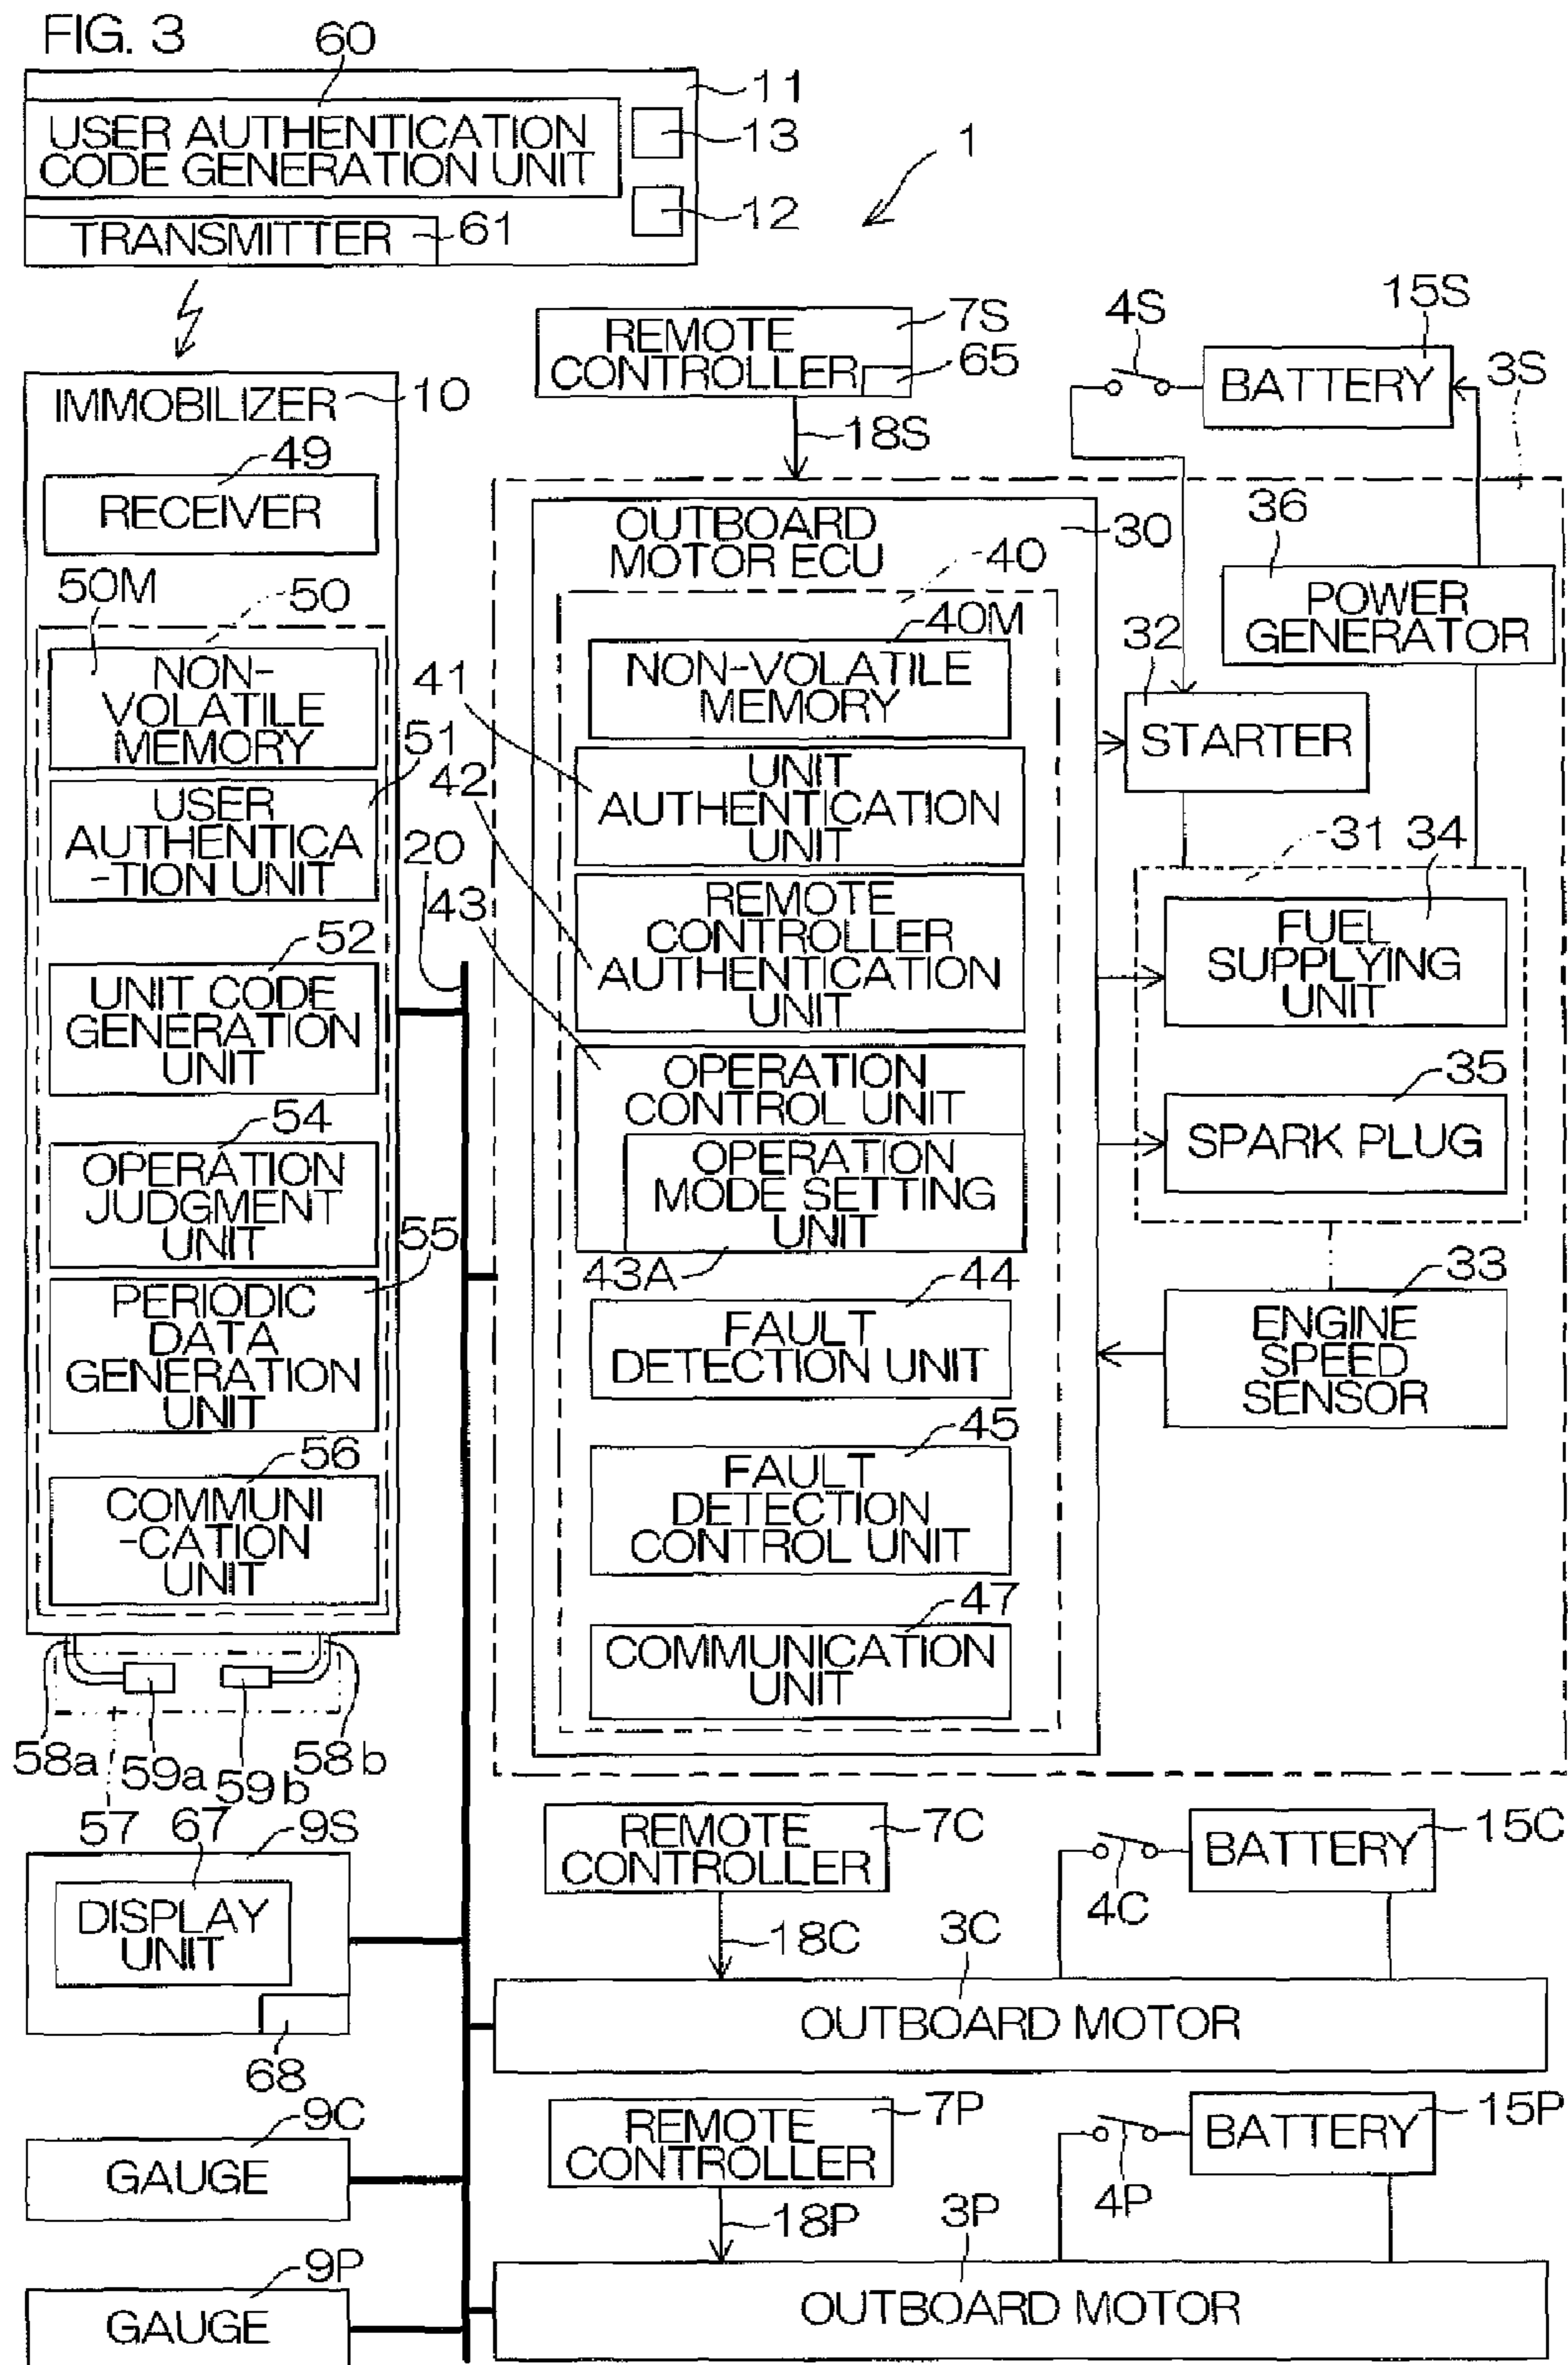 FIG. 3
60
11
USER AUTHENTICATION
CODE GENERATION UNIT
13
12
TRANSMITTER
61
1
IMMOBILIZER
10
49
RECEIVER
50M
50
NON-
VOLATILE
MEMORY
51
USER
AUTHENTICA
-TION UNIT
52
UNIT CODE
GENERATION
UNIT
54
OPERATION
JUDGMENT
UNIT
55
PERIODIC
DATA
GENERATION
UNIT
56
COMMUNI
-CATION
UNIT
58a
59a
59b
58b
57
20
REMOTE
CONTROLLER
7S
65
18S
4S
15S
BATTERY
3S
OUTBOARD
MOTOR ECU
30
40
40M
NON-VOLATILE
MEMORY
41
UNIT
AUTHENTICATION
UNIT
42
REMOTE
CONTROLLER
AUTHENTICATION
UNIT
43
OPERATION
CONTROL UNIT
OPERATION
MODE SETTING
UNIT
43A
44
FAULT
DETECTION UNIT
45
FAULT
DETECTION
CONTROL UNIT
47
COMMUNICATION
UNIT
36
POWER
GENERATOR
32
STARTER
31
34
FUEL
SUPPLYING
UNIT
35
SPARK PLUG
33
ENGINE
SPEED
SENSOR
67
9S
DISPLAY
UNIT
68
9C
GAUGE
9P
GAUGE
REMOTE
CONTROLLER
7C
18C
4C
BATTERY
15C
3C
OUTBOARD MOTOR
REMOTE
CONTROLLER
7P
18P
4P
BATTERY
15P
3P
OUTBOARD MOTOR